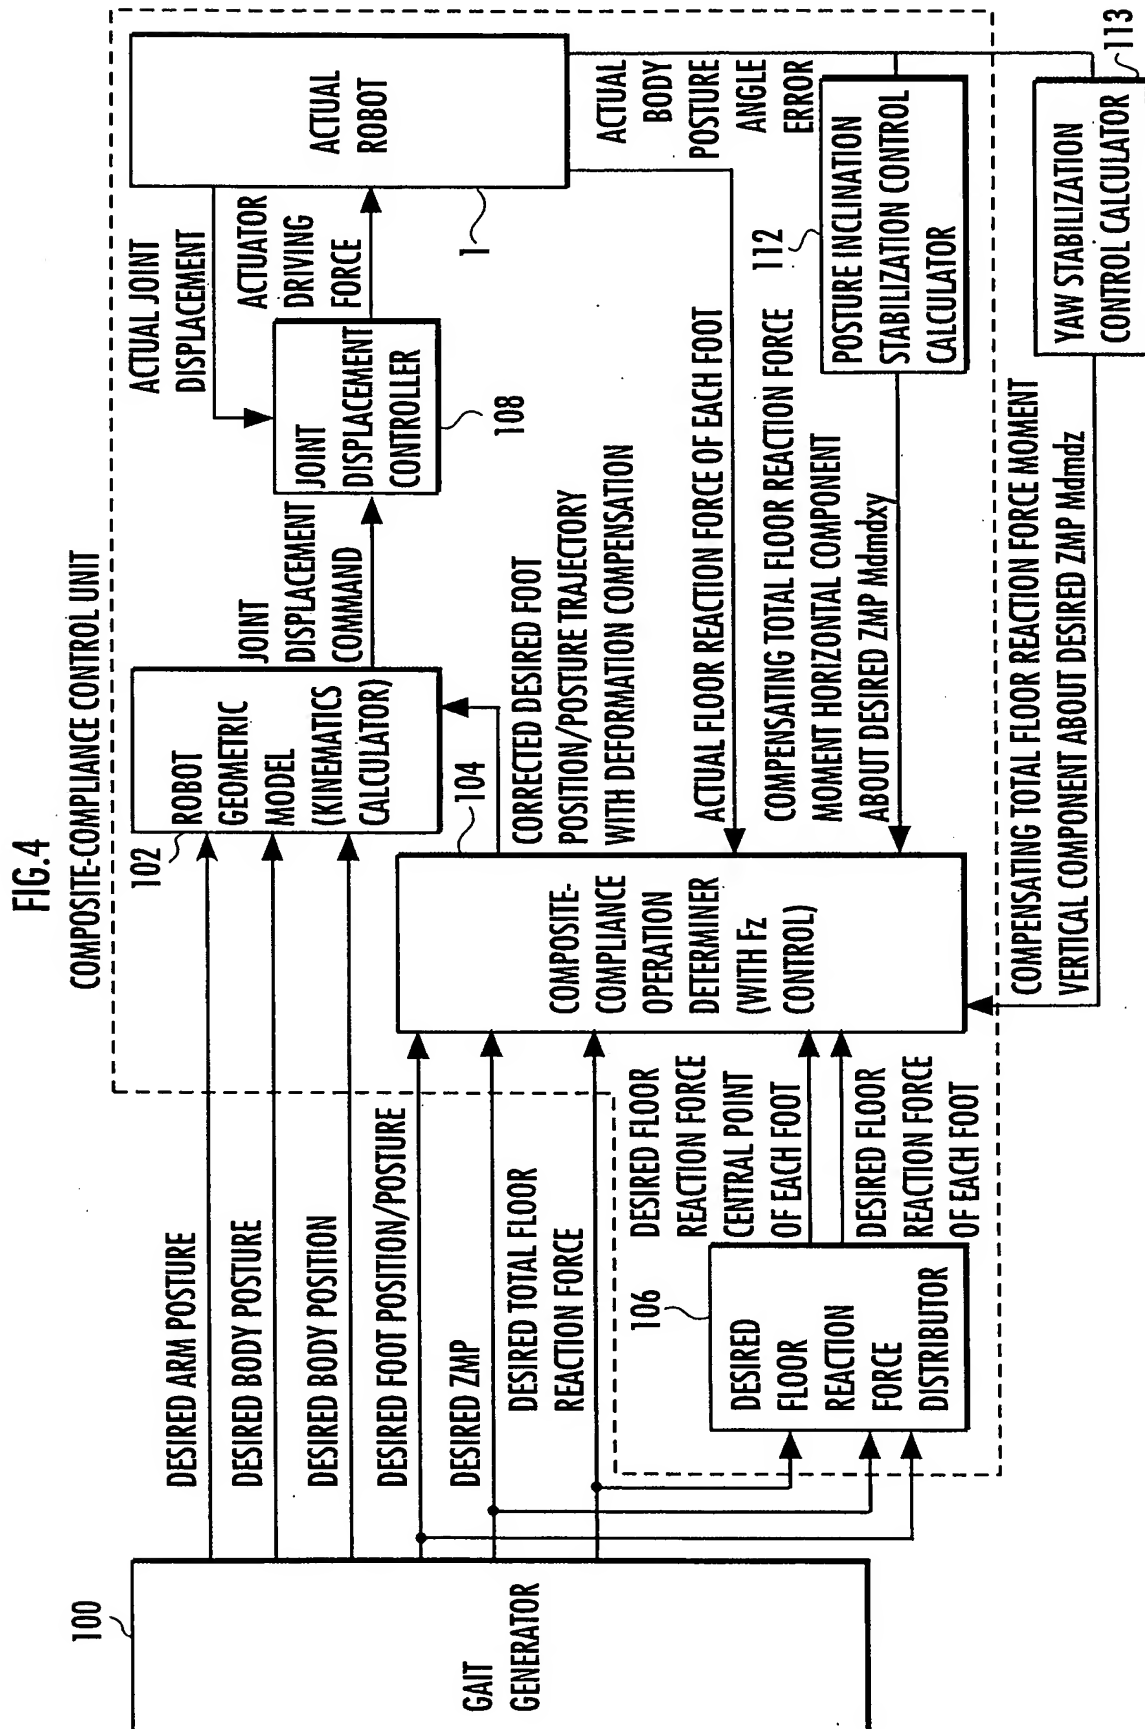 FIG.4
COMPOSITE-COMPLIANCE CONTROL UNIT
100
GAIT
GENERATOR
DESIRED ARM POSTURE
DESIRED BODY POSTURE
DESIRED BODY POSITION
DESIRED FOOT POSITION/POSTURE
DESIRED ZMP
DESIRED TOTAL FLOOR
REACTION FORCE
102
ROBOT
GEOMETRIC
MODEL
(KINEMATICS
CALCULATOR)
JOINT
DISPLACEMENT
COMMAND
JOINT
DISPLACEMENT
CONTROLLER
108
ACTUAL JOINT
DISPLACEMENT
ACTUATOR
DRIVING
FORCE
ACTUAL
ROBOT
1
104
COMPOSITE-
COMPLIANCE
OPERATION
DETERMINER
(WITH Fz
CONTROL)
CORRECTED DESIRED FOOT
POSITION/POSTURE TRAJECTORY
WITH DEFORMATION COMPENSATION
ACTUAL FLOOR REACTION FORCE OF EACH FOOT
COMPENSATING TOTAL FLOOR REACTION FORCE
MOMENT HORIZONTAL COMPONENT
ABOUT DESIRED ZMP Mdmdxy
ACTUAL
BODY
POSTURE
ANGLE
ERROR
112
POSTURE INCLINATION
STABILIZATION CONTROL
CALCULATOR
106
DESIRED
FLOOR
REACTION
FORCE
DISTRIBUTOR
DESIRED FLOOR
REACTION FORCE
CENTRAL POINT
OF EACH FOOT
DESIRED FLOOR
REACTION FORCE
OF EACH FOOT
COMPENSATING TOTAL FLOOR REACTION FORCE MOMENT
VERTICAL COMPONENT ABOUT DESIRED ZMP Mdmdz
YAW STABILIZATION
CONTROL CALCULATOR
113